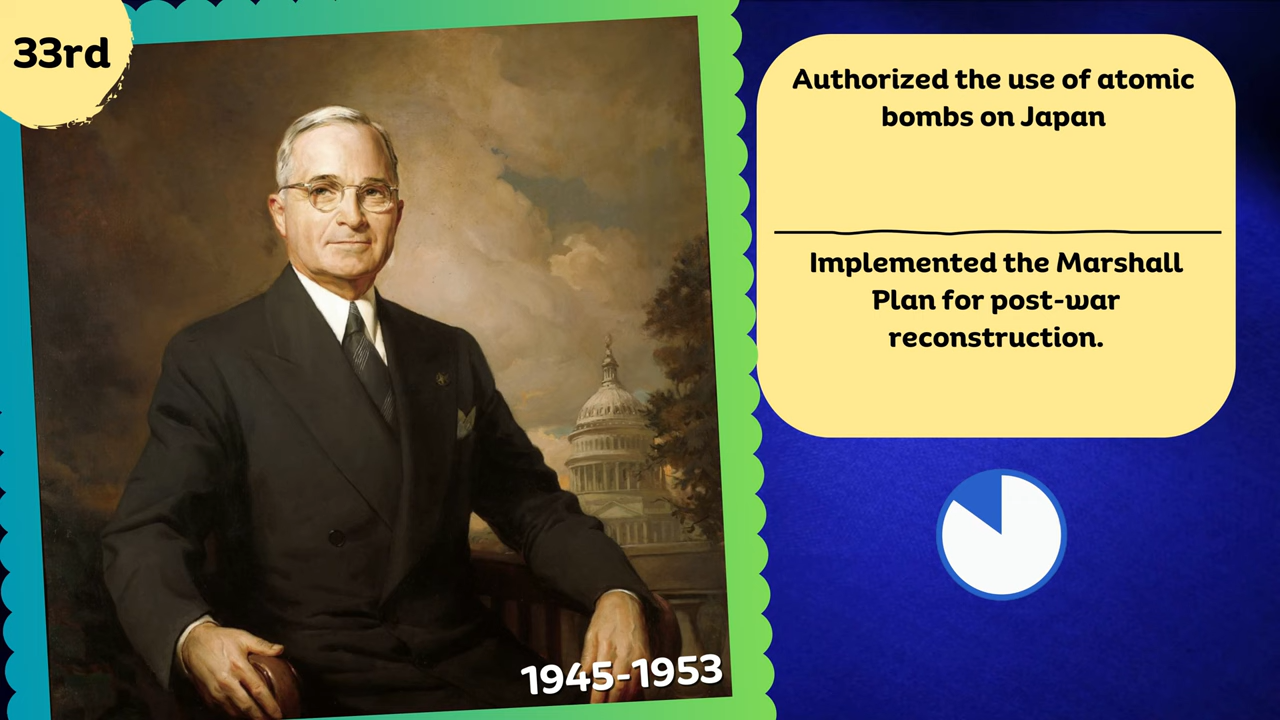 33rd
Authorized the use of atomic
bombs on Japan
Implemented the Marshall
Plan for post-war
reconstruction.
1945-1953